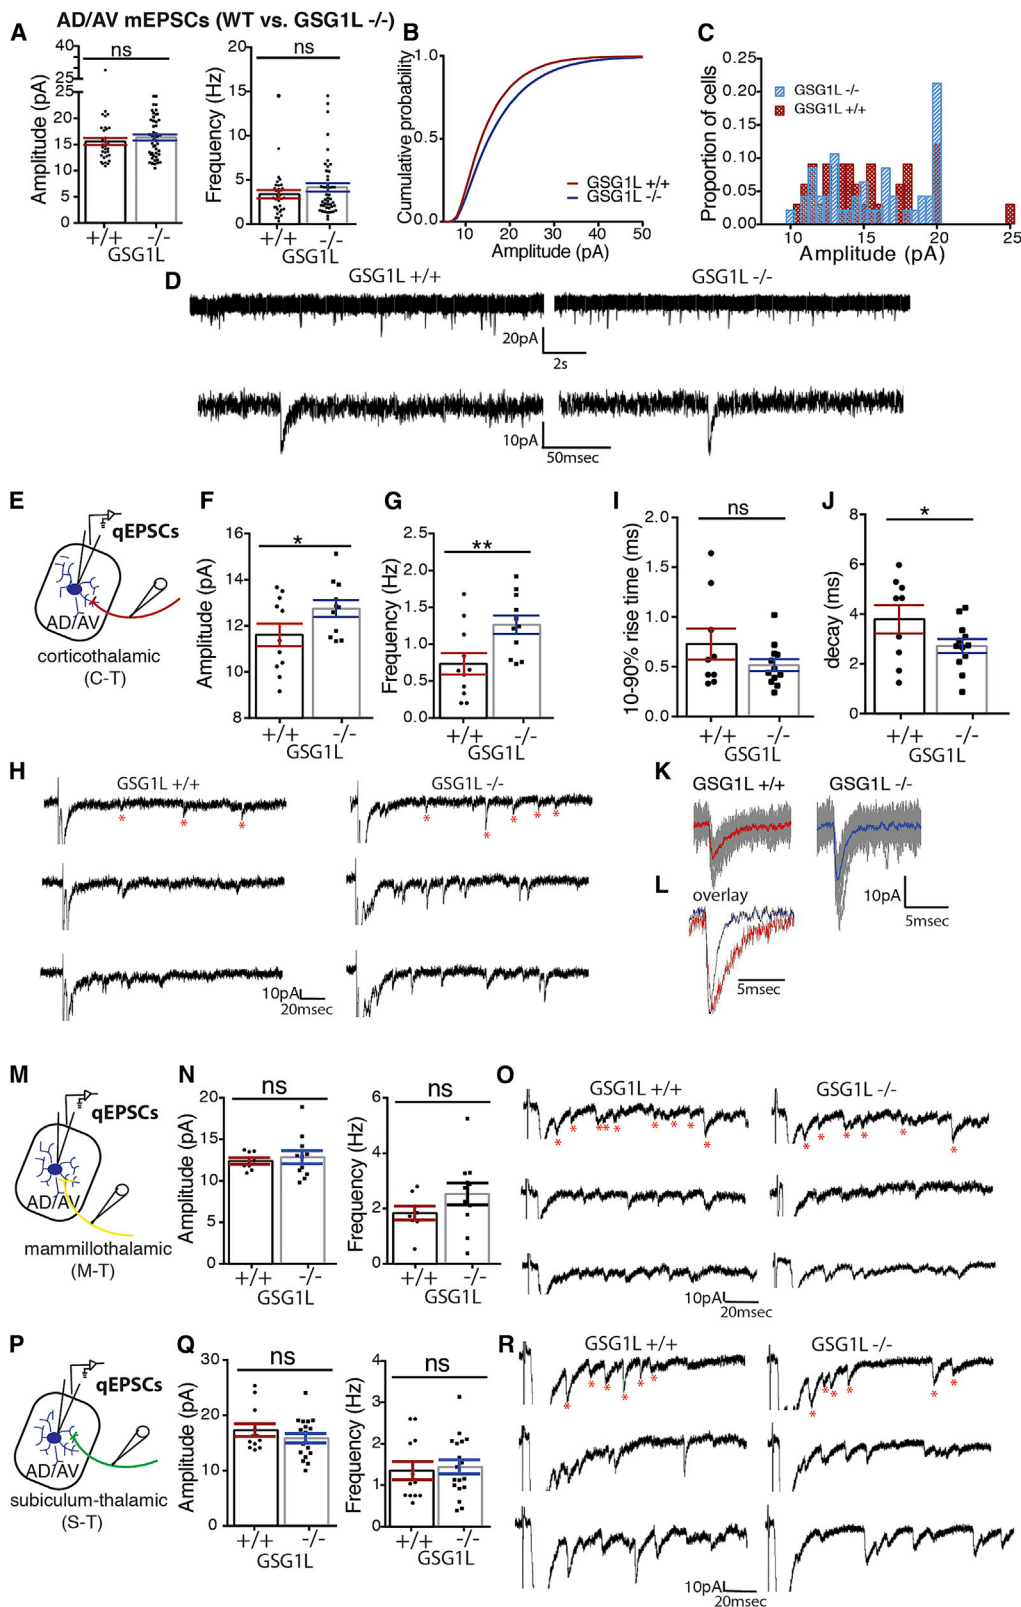 AD/AV mEPSCs (WT vs. GSG1L -/-)
A
Amplitude (pA)
40
25
25
20
15
10
5
0
ns
+/+
-/-
GSG1L
Frequency (Hz)
20
15
10
5
0
ns
+/+
-/-
GSG1L
B
Cumulative probability
1.0
0.5
0.0
10
20
30
40
50
Amplitude (pA)
GSG1L +/+
GSG1L -/-
C
Proportion of cells
0.25
0.20
0.15
0.10
0.05
0.00
10
15
20
25
Amplitude (pA)
GSG1L -/-
GSG1L +/+
D
GSG1L +/+
GSG1L -/-
20pA
2s
10pA
50msec
E
qEPSCs
AD/AV
corticothalamic
(C-T)
F
Amplitude (pA)
16
14
12
10
8
*
+/+
-/-
GSG1L
G
Frequency (Hz)
2.5
2.0
1.5
1.0
0.5
0.0
**
+/+
-/-
GSG1L
I
10-90% rise time (ms)
2.0
1.5
1.0
0.5
0.0
ns
+/+
-/-
GSG1L
J
decay (ms)
8
6
4
2
0
*
+/+
-/-
GSG1L
H
GSG1L +/+
GSG1L -/-
* * *
* * * * *
10pA
20msec
K
GSG1L +/+
GSG1L -/-
10pA
5msec
L
overlay
5msec
M
qEPSCs
AD/AV
mammillothalamic
(M-T)
N
Amplitude (pA)
20
15
10
5
0
ns
+/+
-/-
GSG1L
Frequency (Hz)
6
4
2
0
ns
+/+
-/-
GSG1L
O
GSG1L +/+
GSG1L -/-
* * * * * * * * *
* * * * * *
10pA
20msec
P
qEPSCs
AD/AV
subiculum-thalamic
(S-T)
Q
Amplitude (pA)
30
20
10
0
ns
+/+
-/-
GSG1L
Frequency (Hz)
4
3
2
1
0
ns
+/+
-/-
GSG1L
R
GSG1L +/+
GSG1L -/-
* * * * * *
* * * * * *
10pA
20msec